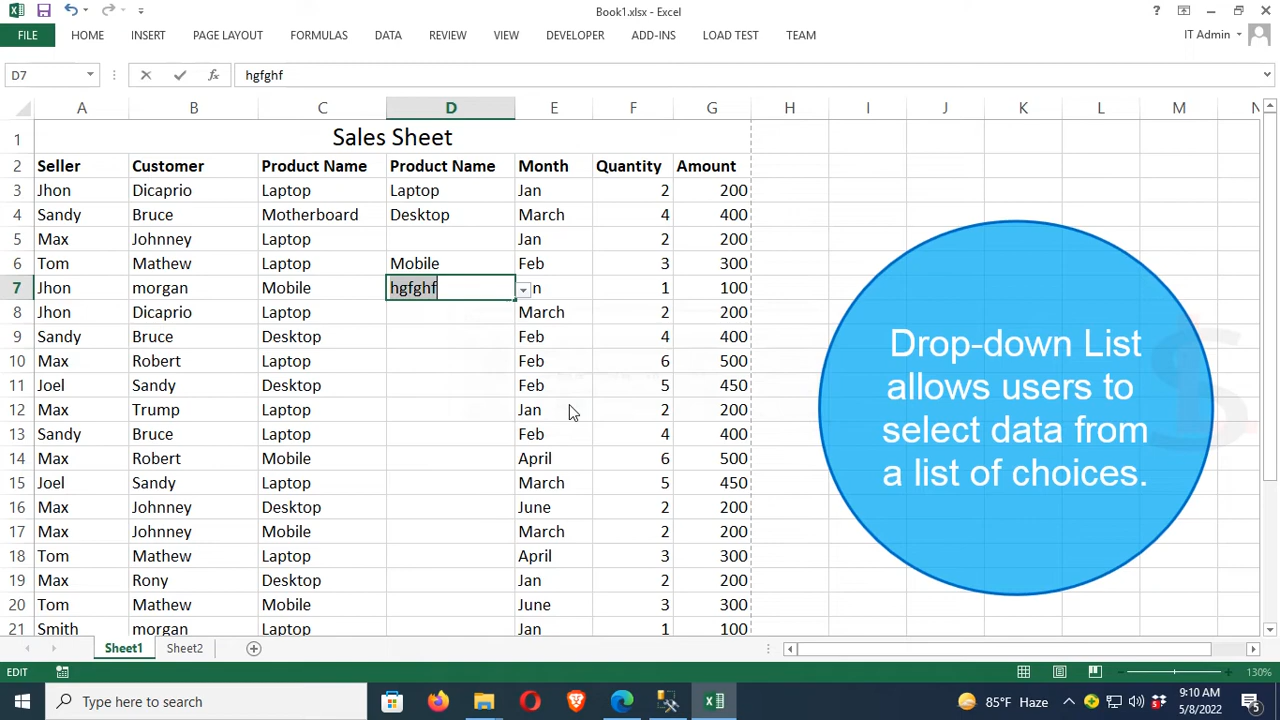 Book1.xlsx - Excel
?
FILE HOME INSERT PAGE LAYOUT FORMULAS DATA REVIEW VIEW DEVELOPER ADD-INS LOAD TEST TEAM IT Admin
D7 fx hgfghf
A B C D E F G H I J K L M N
1 Sales Sheet
2 Seller Customer Product Name Product Name Month Quantity Amount
3 Jhon Dicaprio Laptop Laptop Jan 2 200
4 Sandy Bruce Motherboard Desktop March 4 400
5 Max Johnney Laptop Jan 2 200
6 Tom Mathew Laptop Mobile Feb 3 300
7 Jhon morgan Mobile hgfghf n 1 100
8 Jhon Dicaprio Laptop March 2 200
9 Sandy Bruce Desktop Feb 4 400
10 Max Robert Laptop Feb 6 500
11 Joel Sandy Desktop Feb 5 450
12 Max Trump Laptop Jan 2 200
13 Sandy Bruce Laptop Feb 4 400
14 Max Robert Mobile April 6 500
15 Joel Sandy Laptop March 5 450
16 Max Johnney Desktop June 2 200
17 Max Johnney Mobile March 2 200
18 Tom Mathew Laptop April 3 300
19 Max Rony Desktop Jan 2 200
20 Tom Mathew Mobile June 3 300
21 Smith morgan Laptop Jan 1 100
Drop-down List
allows users to
select data from
a list of choices.
Sheet1 Sheet2
EDIT 130%
Type here to search
85°F Haze
9:10 AM
5/8/2022
5